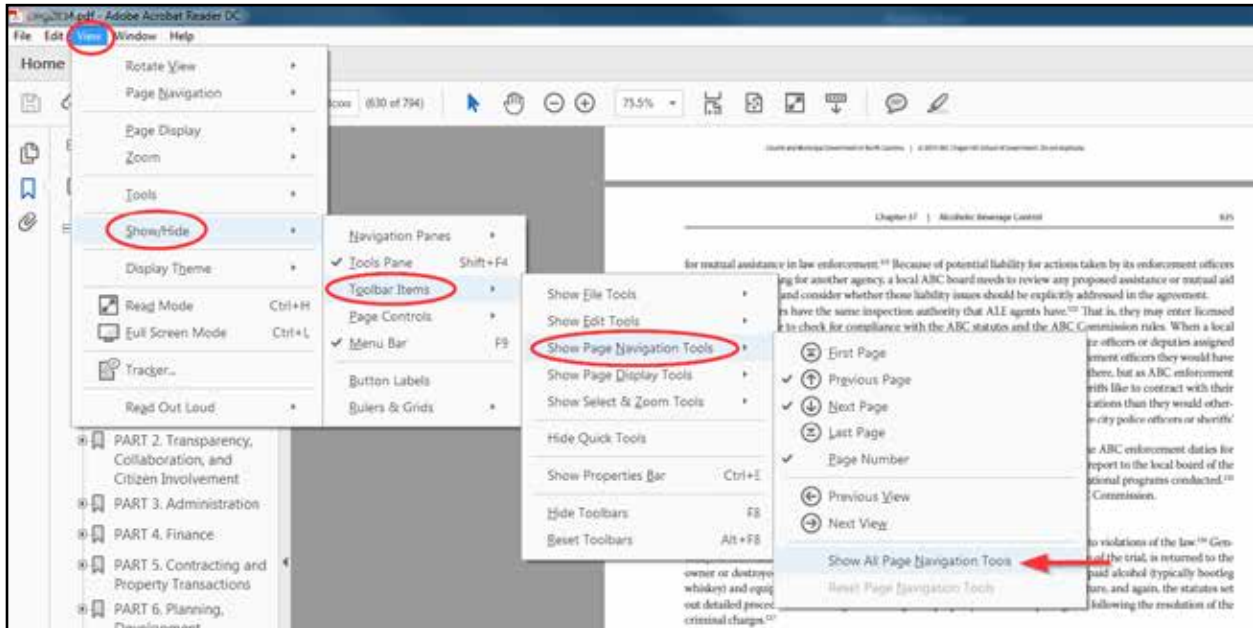 .pdf - Adobe Acrobat Reader DC
File Edit View Window Help
Home
(630 of 794) 75.5%
Rotate View
Page Navigation
Page Display
Zoom
Tools
Show/Hide
Display Theme
Read Mode Ctrl+H
Full Screen Mode Ctrl+L
Tracker...
Read Out Loud
Navigation Panes
Tools Pane Shift+F4
Toolbar Items
Page Controls
Menu Bar F9
Button Labels
Rulers & Grids
Show File Tools
Show Edit Tools
Show Page Navigation Tools
Show Page Display Tools
Show Select & Zoom Tools
Hide Quick Tools
Show Properties Bar Ctrl+E
Hide Toolbars F8
Reset Toolbars Alt+F8
First Page
Previous Page
Next Page
Last Page
Page Number
Previous View
Next View
Show All Page Navigation Tools
Reset Page Navigation Tools
PART 2. Transparency,
Collaboration, and
Citizen Involvement
PART 3. Administration
PART 4. Finance
PART 5. Contracting and
Property Transactions
PART 6. Planning,
Development
Chapter 37 | Alcoholic Beverage Control 635
for mutual assistance in law enforcement. Because of potential liability for actions taken by its enforcement officers
ing for another agency, a local ABC board needs to review any proposed assistance or mutual aid
and consider whether those liability issues should be explicitly addressed in the agreement.
rs have the same inspection authority that ALE agents have. That is, they may enter licensed
e to check for compliance with the ABC statutes and the ABC Commission rules. When a local
ce officers or deputies assigned
ement officers they would have
there, but as ABC enforcement
riffs like to contract with their
cations than they would other-
e city police officers or sheriffs'
e ABC enforcement duties for
report to the local board of the
ational programs conducted.
Commission.
to violations of the law. Gen-
of the trial, is returned to the
owner or destroye paid alcohol (typically bootleg
whiskey) and equip ture, and again, the statutes set
out detailed proced following the resolution of the
criminal charges.